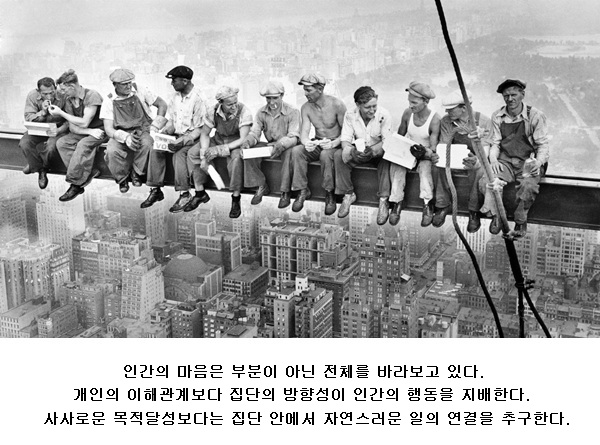 인간의 마음은 부분이 아닌 전체를 바라보고 있다.
개인의 이해관계보다 집단의 방향성이 인간의 행동을 지배한다.
사사로운 목적달성보다는 집단 안에서 자연스러운 일의 연결을 추구한다.